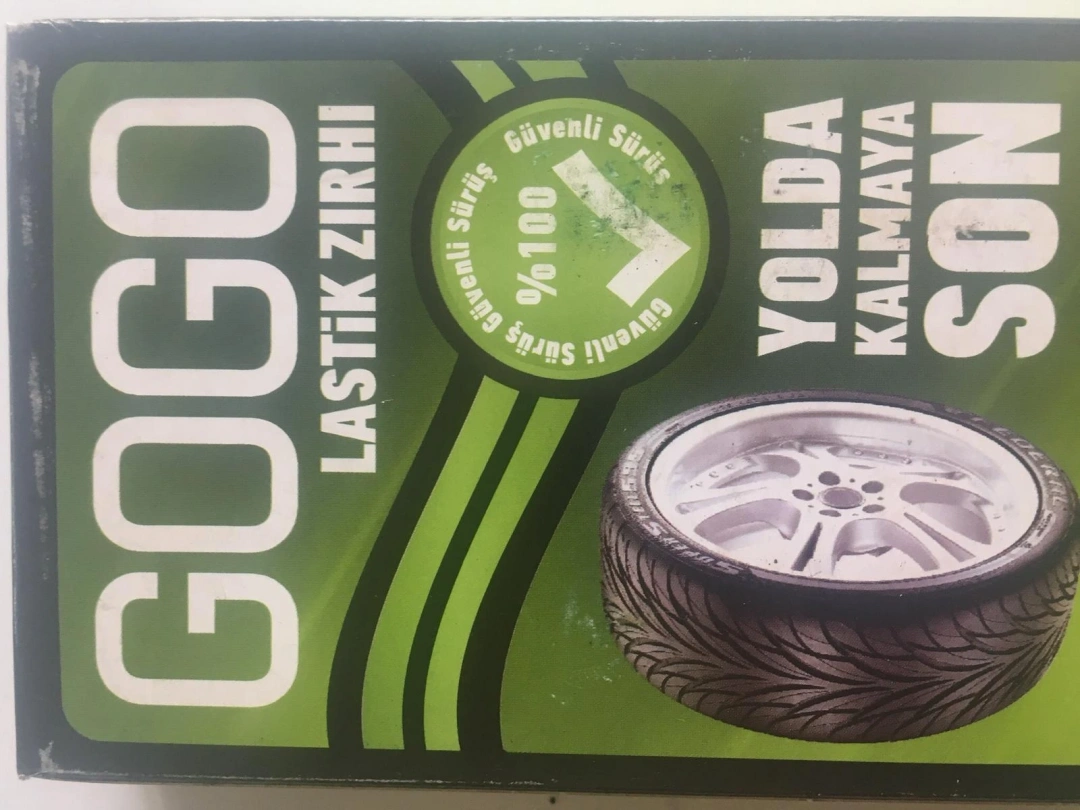 GOGO
LASTİK ZIRHI
Güvenli Sürüş
Güvenli Sürüş
Güvenli Sürüş
%100
YOLDA
KALMAYA
SON